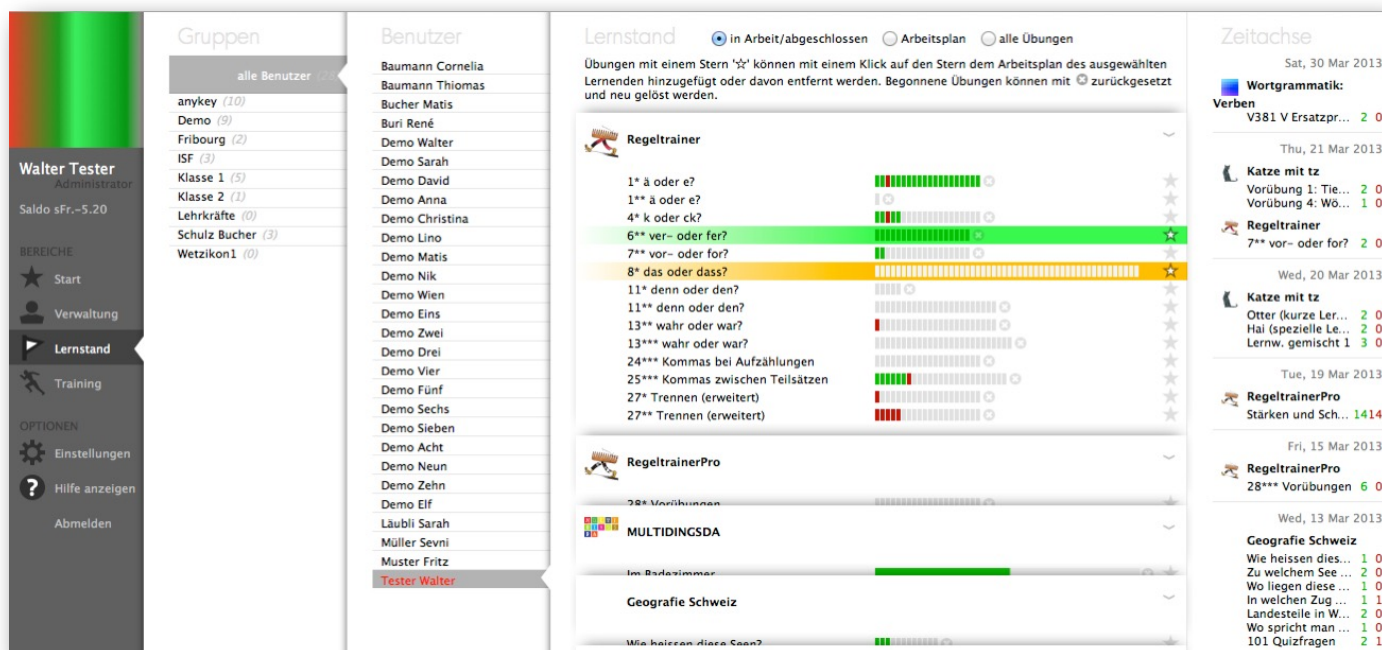 Walter Tester
Administrator
Saldo sFr.-5.20
BEREICHE
Start
Verwaltung
Lernstand
Training
OPTIONEN
Einstellungen
Hilfe anzeigen
Abmelden
Gruppen
alle Benutzer
anykey (10)
Demo (9)
Fribourg (2)
ISF (3)
Klasse 1 (5)
Klasse 2 (1)
Lehrkräfte (0)
Schulz Bucher (3)
Wetzikon1 (0)
Benutzer
Baumann Cornelia
Baumann Thiomas
Bucher Matis
Buri René
Demo Walter
Demo Sarah
Demo David
Demo Anna
Demo Christina
Demo Lino
Demo Matis
Demo Nik
Demo Wien
Demo Eins
Demo Zwei
Demo Drei
Demo Vier
Demo Fünf
Demo Sechs
Demo Sieben
Demo Acht
Demo Neun
Demo Zehn
Demo Elf
Läubli Sarah
Müller Sevni
Muster Fritz
Tester Walter
Lernstand in Arbeit/abgeschlossen Arbeitsplan alle Übungen
Übungen mit einem Stern '☆' können mit einem Klick auf den Stern dem Arbeitsplan des ausgewählten
Lernenden hinzugefügt oder davon entfernt werden. Begonnene Übungen können mit ⊗ zurückgesetzt
und neu gelöst werden.
Regeltrainer
1* ä oder e?
1** ä oder e?
4* k oder ck?
6** ver- oder fer?
7** vor- oder for?
8* das oder dass?
11* denn oder den?
11** denn oder den?
13** wahr oder war?
13*** wahr oder war?
24*** Kommas bei Aufzählungen
25*** Kommas zwischen Teilsätzen
27* Trennen (erweitert)
27** Trennen (erweitert)
RegeltrainerPro
28* Vorübungen
MULTIDINGSDA
Im Badezimmer
Geografie Schweiz
Wie heissen diese Seen?
Zeitachse
Sat, 30 Mar 2013
Wortgrammatik:
Verben
V381 V Ersatzpr... 2 0
Thu, 21 Mar 2013
Katze mit tz
Vorübung 1: Tie... 2 0
Vorübung 4: Wö... 1 0
Regeltrainer
7** vor- oder for? 2 0
Wed, 20 Mar 2013
Katze mit tz
Otter (kurze Ler... 2 0
Hai (spezielle Le... 2 0
Lernw. gemischt 1 3 0
Tue, 19 Mar 2013
RegeltrainerPro
Stärken und Sch... 1414
Fri, 15 Mar 2013
RegeltrainerPro
28*** Vorübungen 6 0
Wed, 13 Mar 2013
Geografie Schweiz
Wie heissen dies... 1 0
Zu welchem See ... 2 0
Wo liegen diese ... 1 0
In welchen Zug ... 1 1
Landesteile in W... 2 0
Wo spricht man ... 1 0
101 Quizfragen 2 1